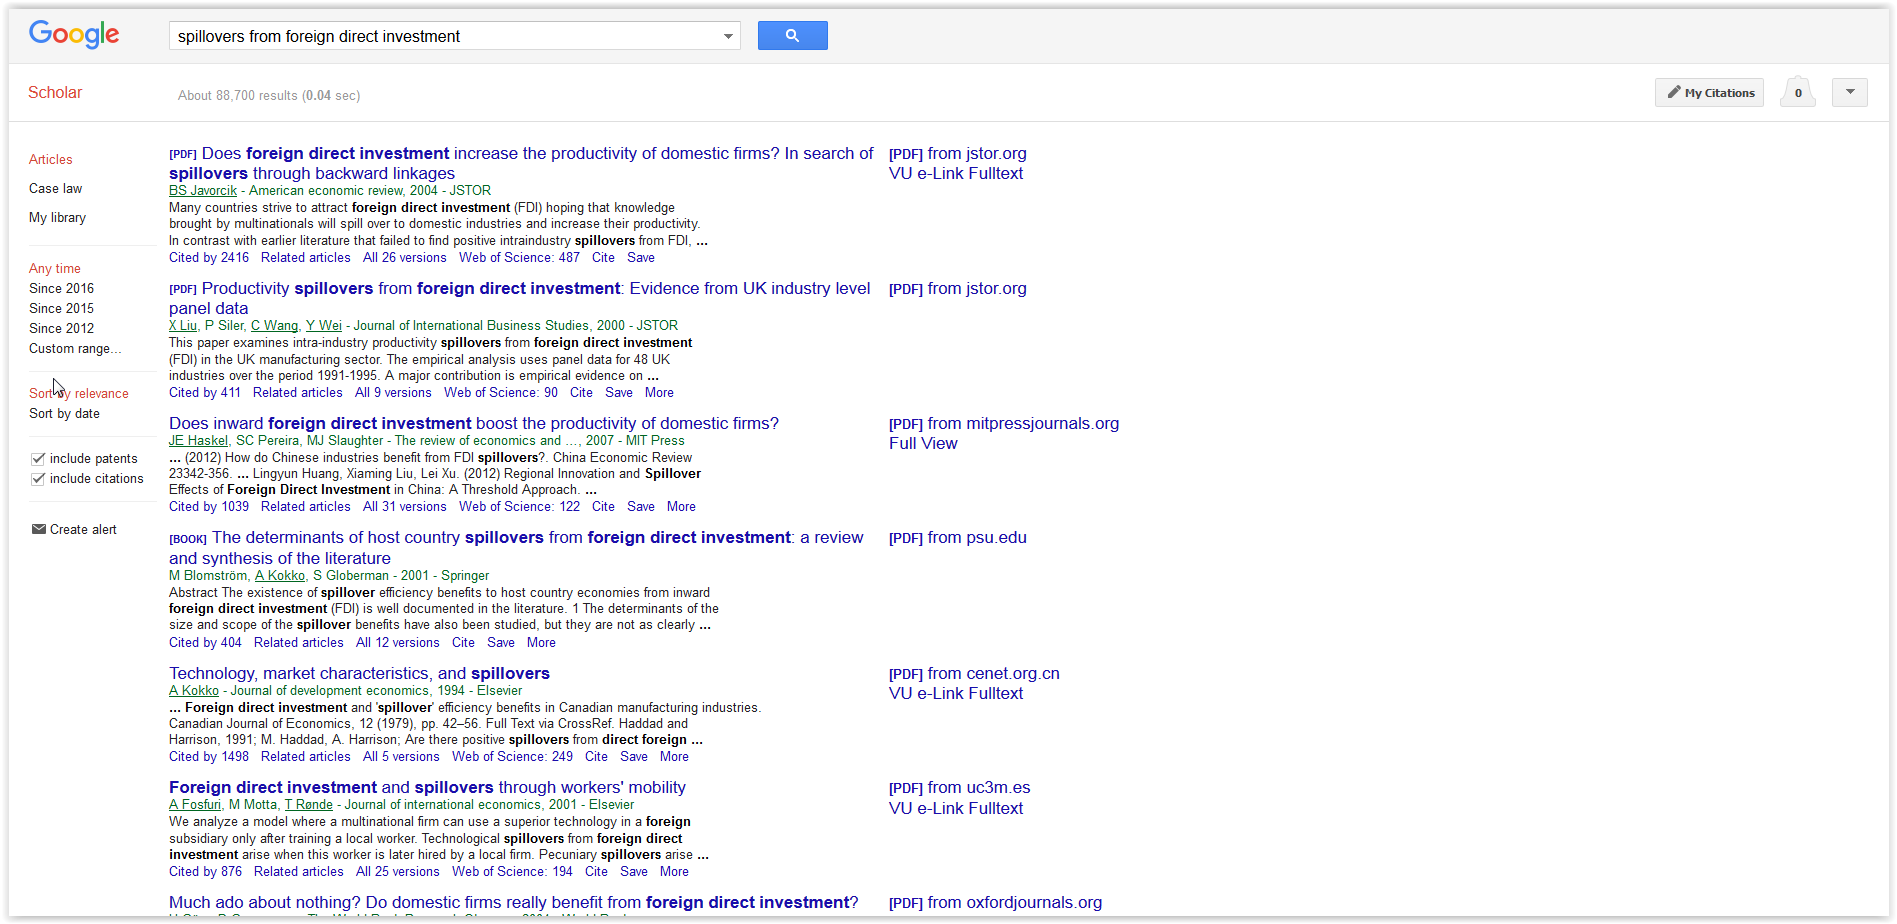 Google
spillovers from foreign direct investment
Scholar
About 88,700 results (0.04 sec)
My Citations
0
Articles
Case law
My library
Any time
Since 2016
Since 2015
Since 2012
Custom range...
Sort by relevance
Sort by date
include patents
include citations
Create alert
[PDF] Does foreign direct investment increase the productivity of domestic firms? In search of
spillovers through backward linkages
BS Javorcik - American economic review, 2004 - JSTOR
Many countries strive to attract foreign direct investment (FDI) hoping that knowledge
brought by multinationals will spill over to domestic industries and increase their productivity.
In contrast with earlier literature that failed to find positive intraindustry spillovers from FDI, ...
Cited by 2416 Related articles All 26 versions Web of Science: 487 Cite Save
[PDF] from jstor.org
VU e-Link Fulltext
[PDF] Productivity spillovers from foreign direct investment: Evidence from UK industry level
panel data
X Liu, P Siler, C Wang, Y Wei - Journal of International Business Studies, 2000 - JSTOR
This paper examines intra-industry productivity spillovers from foreign direct investment
(FDI) in the UK manufacturing sector. The empirical analysis uses panel data for 48 UK
industries over the period 1991-1995. A major contribution is empirical evidence on ...
Cited by 411 Related articles All 9 versions Web of Science: 90 Cite Save More
[PDF] from jstor.org
Does inward foreign direct investment boost the productivity of domestic firms?
JE Haskel, SC Pereira, MJ Slaughter - The review of economics and ..., 2007 - MIT Press
... (2012) How do Chinese industries benefit from FDI spillovers?. China Economic Review
23342-356. ... Lingyun Huang, Xiaming Liu, Lei Xu. (2012) Regional Innovation and Spillover
Effects of Foreign Direct Investment in China: A Threshold Approach. ...
Cited by 1039 Related articles All 31 versions Web of Science: 122 Cite Save More
[PDF] from mitpressjournals.org
Full View
[BOOK] The determinants of host country spillovers from foreign direct investment: a review
and synthesis of the literature
M Blomström, A Kokko, S Globerman - 2001 - Springer
Abstract The existence of spillover efficiency benefits to host country economies from inward
foreign direct investment (FDI) is well documented in the literature. 1 The determinants of the
size and scope of the spillover benefits have also been studied, but they are not as clearly ...
Cited by 404 Related articles All 12 versions Cite Save More
[PDF] from psu.edu
Technology, market characteristics, and spillovers
A Kokko - Journal of development economics, 1994 - Elsevier
... Foreign direct investment and 'spillover' efficiency benefits in Canadian manufacturing industries.
Canadian Journal of Economics, 12 (1979), pp. 42–56. Full Text via CrossRef. Haddad and
Harrison, 1991; M. Haddad, A. Harrison; Are there positive spillovers from direct foreign ...
Cited by 1498 Related articles All 5 versions Web of Science: 249 Cite Save More
[PDF] from cenet.org.cn
VU e-Link Fulltext
Foreign direct investment and spillovers through workers' mobility
A Fosfuri, M Motta, T Rønde - Journal of international economics, 2001 - Elsevier
We analyze a model where a multinational firm can use a superior technology in a foreign
subsidiary only after training a local worker. Technological spillovers from foreign direct
investment arise when this worker is later hired by a local firm. Pecuniary spillovers arise ...
Cited by 876 Related articles All 25 versions Web of Science: 194 Cite Save More
[PDF] from uc3m.es
VU e-Link Fulltext
Much ado about nothing? Do domestic firms really benefit from foreign direct investment?
[PDF] from oxfordjournals.org